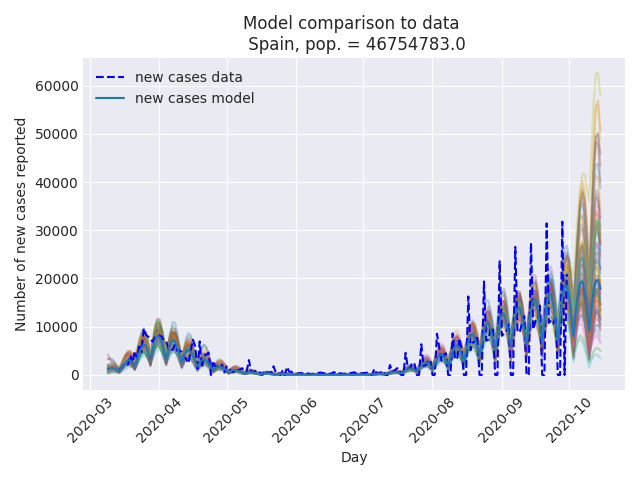 Model comparison to data
Spain, pop. = 46754783.0
new cases data
new cases model
Number of new cases reported
60000
50000
40000
30000
20000
10000
0
2020-03
2020-04
2020-05
2020-06
2020-07
2020-08
2020-09
2020-10
Day